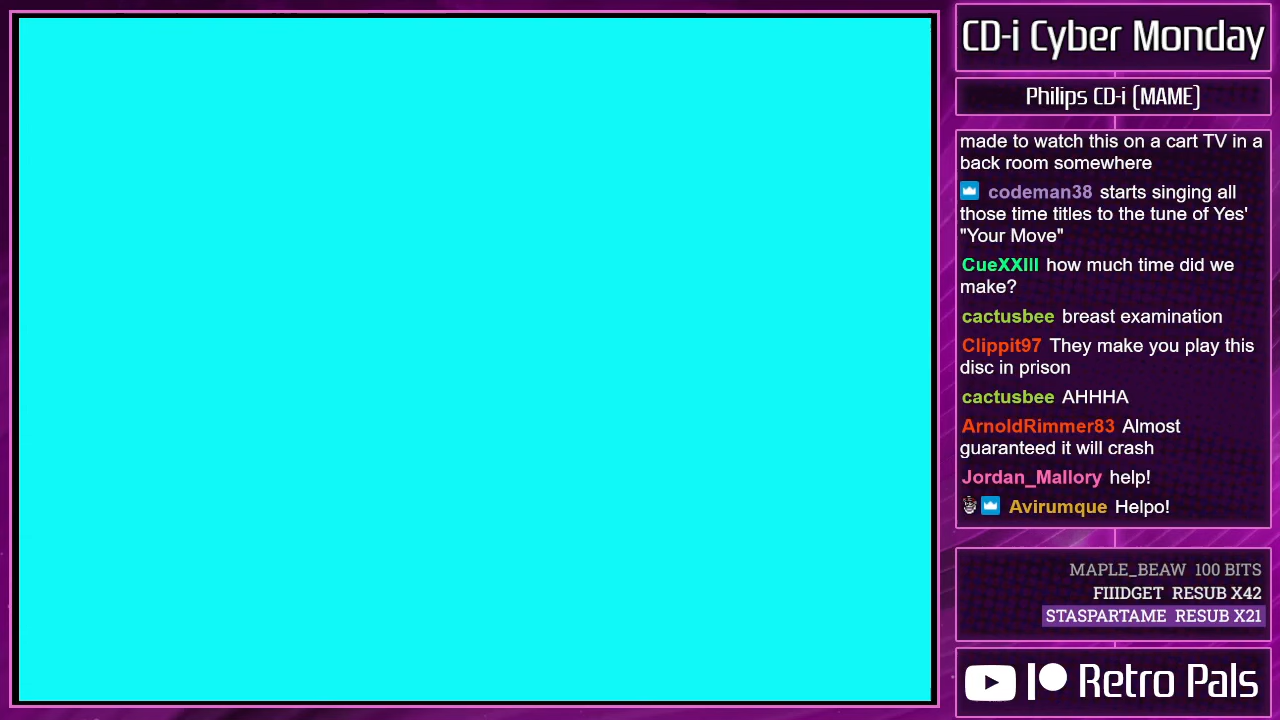 CD-i Cyber Monday
Philips CD-i [MAME]
made to watch this on a cart TV in a
back room somewhere
codeman38 starts singing all
those time titles to the tune of Yes'
"Your Move"
CueXXIII how much time did we
make?
cactusbee breast examination
Clippit97 They make you play this
disc in prison
cactusbee AHHHA
ArnoldRimmer83 Almost
guaranteed it will crash
Jordan_Mallory help!
Avirumque Helpo!
MAPLE_BEAW 100 BITS
FIIIDGET RESUB X42
STASPARTAME RESUB X21
Retro Pals